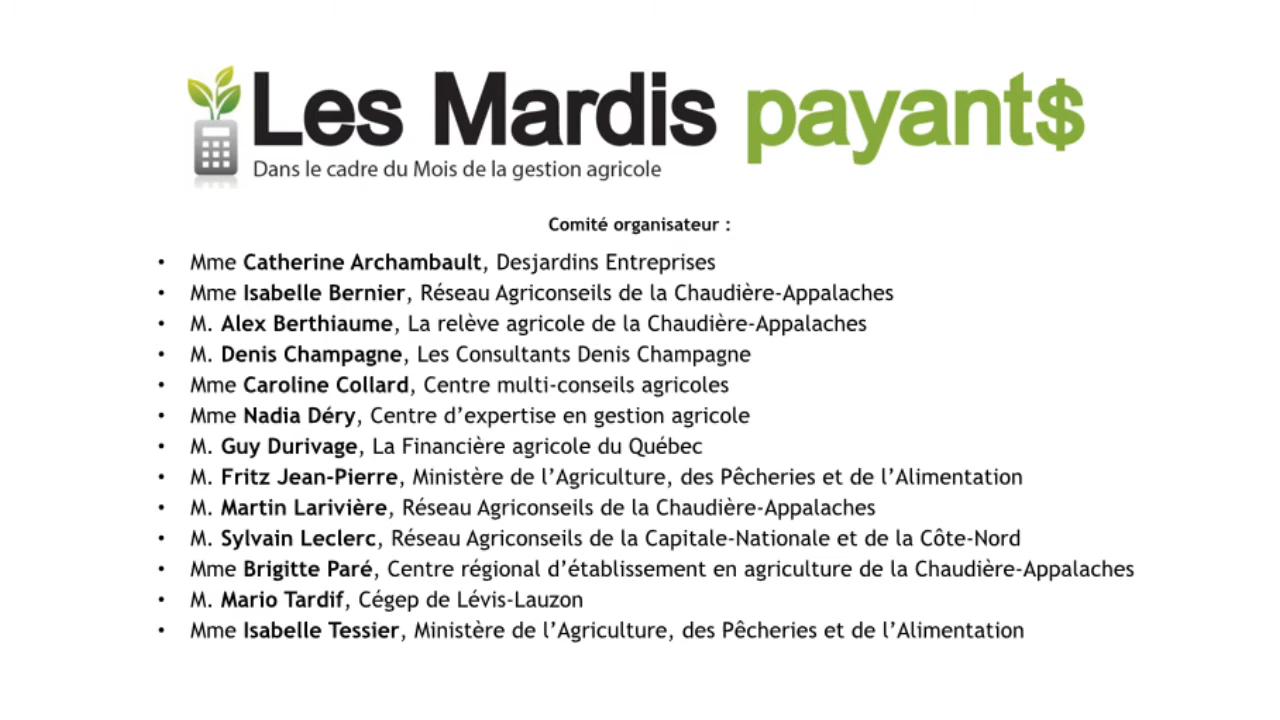 Les Mardis payant$
Dans le cadre du Mois de la gestion agricole
Comité organisateur :
• Mme Catherine Archambault, Desjardins Entreprises
• Mme Isabelle Bernier, Réseau Agriconseils de la Chaudière-Appalaches
• M. Alex Berthiaume, La relève agricole de la Chaudière-Appalaches
• M. Denis Champagne, Les Consultants Denis Champagne
• Mme Caroline Collard, Centre multi-conseils agricoles
• Mme Nadia Déry, Centre d’expertise en gestion agricole
• M. Guy Durivage, La Financière agricole du Québec
• M. Fritz Jean-Pierre, Ministère de l’Agriculture, des Pêcheries et de l’Alimentation
• M. Martin Larivière, Réseau Agriconseils de la Chaudière-Appalaches
• M. Sylvain Leclerc, Réseau Agriconseils de la Capitale-Nationale et de la Côte-Nord
• Mme Brigitte Paré, Centre régional d’établissement en agriculture de la Chaudière-Appalaches
• M. Mario Tardif, Cégep de Lévis-Lauzon
• Mme Isabelle Tessier, Ministère de l’Agriculture, des Pêcheries et de l’Alimentation